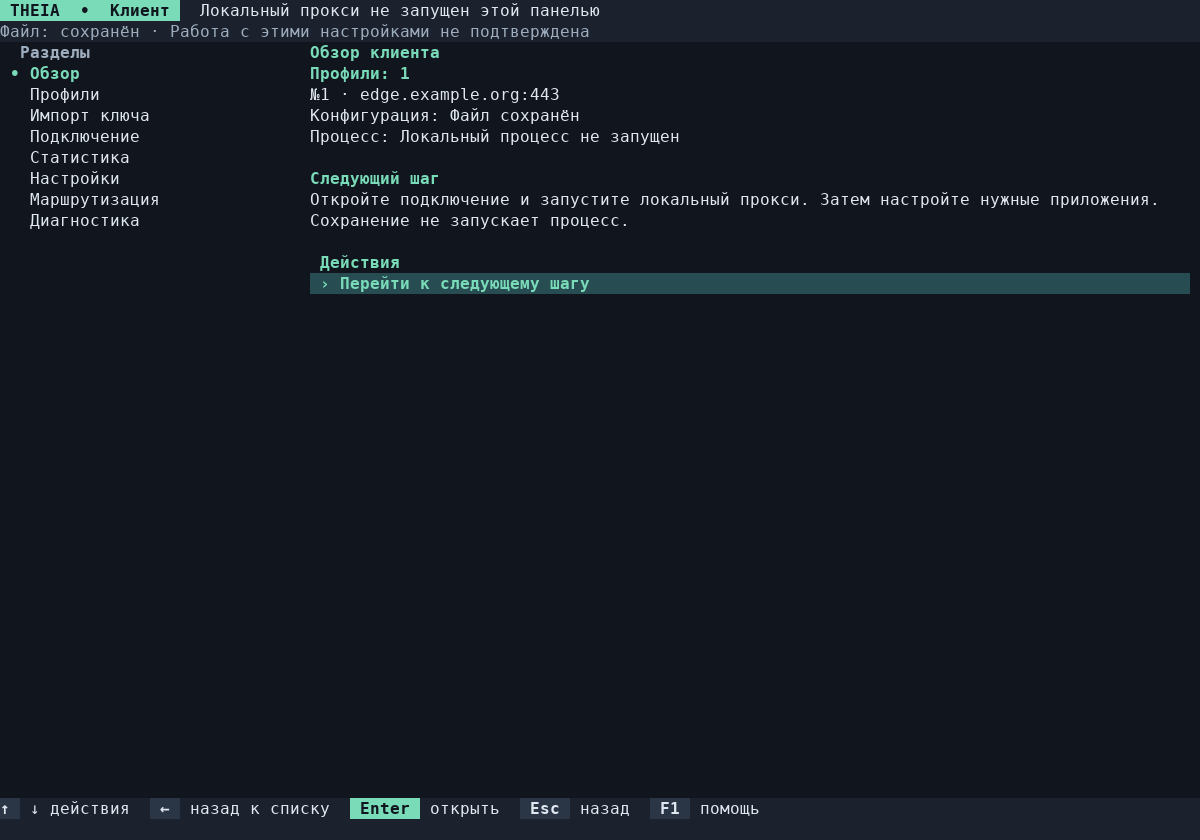 THEIA • Клиент Локальный прокси не запущен этой панелью
Файл: сохранён · Работа с этими настройками не подтверждена
Разделы
• Обзор
Профили
Импорт ключа
Подключение
Статистика
Настройки
Маршрутизация
Диагностика
Обзор клиента
Профили: 1
№1 · edge.example.org:443
Конфигурация: Файл сохранён
Процесс: Локальный процесс не запущен
Следующий шаг
Откройте подключение и запустите локальный прокси. Затем настройте нужные приложения.
Сохранение не запускает процесс.
Действия
› Перейти к следующему шагу
↑ ↓ действия ← назад к списку Enter открыть Esc назад F1 помощь